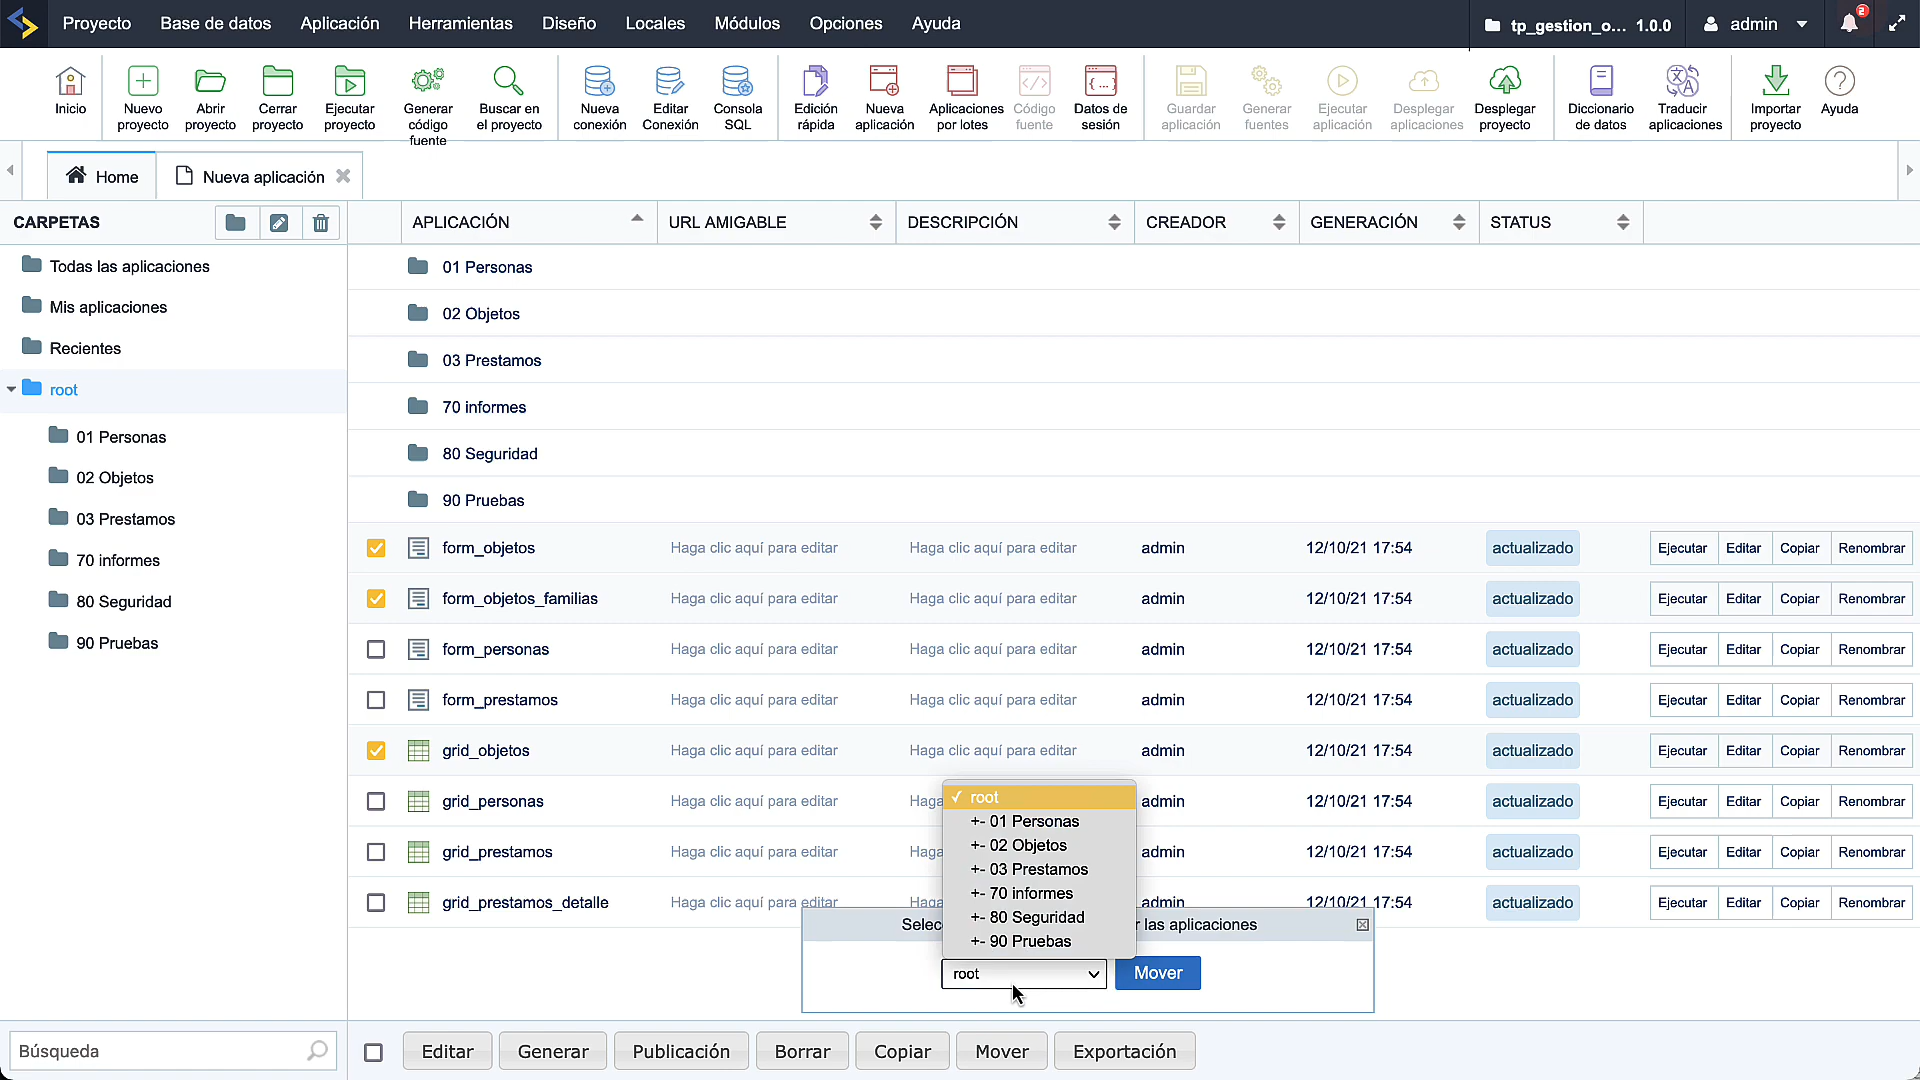 Proyecto Base de datos Aplicación Herramientas Diseño Locales Módulos Opciones Ayuda tp_gestion_o... 1.0.0 admin 2
Inicio
Nuevo proyecto
Abrir proyecto
Cerrar proyecto
Ejecutar proyecto
Generar código fuente
Buscar en el proyecto
Nueva conexión
Editar Conexión
Consola SQL
Edición rápida
Nueva aplicación
Aplicaciones por lotes
Código fuente
Datos de sesión
Guardar aplicación
Generar fuentes
Ejecutar aplicación
Desplegar aplicaciones
Desplegar proyecto
Diccionario de datos
Traducir aplicaciones
Importar proyecto
Ayuda
Home Nueva aplicación
CARPETAS
Todas las aplicaciones
Mis aplicaciones
Recientes
root
01 Personas
02 Objetos
03 Prestamos
70 informes
80 Seguridad
90 Pruebas
Búsqueda
APLICACIÓN URL AMIGABLE DESCRIPCIÓN CREADOR GENERACIÓN STATUS
01 Personas
02 Objetos
03 Prestamos
70 informes
80 Seguridad
90 Pruebas
form_objetos Haga clic aquí para editar Haga clic aquí para editar admin 12/10/21 17:54 actualizado Ejecutar Editar Copiar Renombrar
form_objetos_familias Haga clic aquí para editar Haga clic aquí para editar admin 12/10/21 17:54 actualizado Ejecutar Editar Copiar Renombrar
form_personas Haga clic aquí para editar Haga clic aquí para editar admin 12/10/21 17:54 actualizado Ejecutar Editar Copiar Renombrar
form_prestamos Haga clic aquí para editar Haga clic aquí para editar admin 12/10/21 17:54 actualizado Ejecutar Editar Copiar Renombrar
grid_objetos Haga clic aquí para editar Haga clic aquí para editar admin 12/10/21 17:54 actualizado Ejecutar Editar Copiar Renombrar
grid_personas Haga clic aquí para editar Haga admin 12/10/21 17:54 actualizado Ejecutar Editar Copiar Renombrar
grid_prestamos Haga clic aquí para editar Haga admin 12/10/21 17:54 actualizado Ejecutar Editar Copiar Renombrar
grid_prestamos_detalle Haga clic aquí para editar Haga admin 12/10/21 17:54 actualizado Ejecutar Editar Copiar Renombrar
✓ root
+- 01 Personas
+- 02 Objetos
+- 03 Prestamos
+- 70 informes
+- 80 Seguridad
+- 90 Pruebas
las aplicaciones
root Mover
Editar Generar Publicación Borrar Copiar Mover Exportación